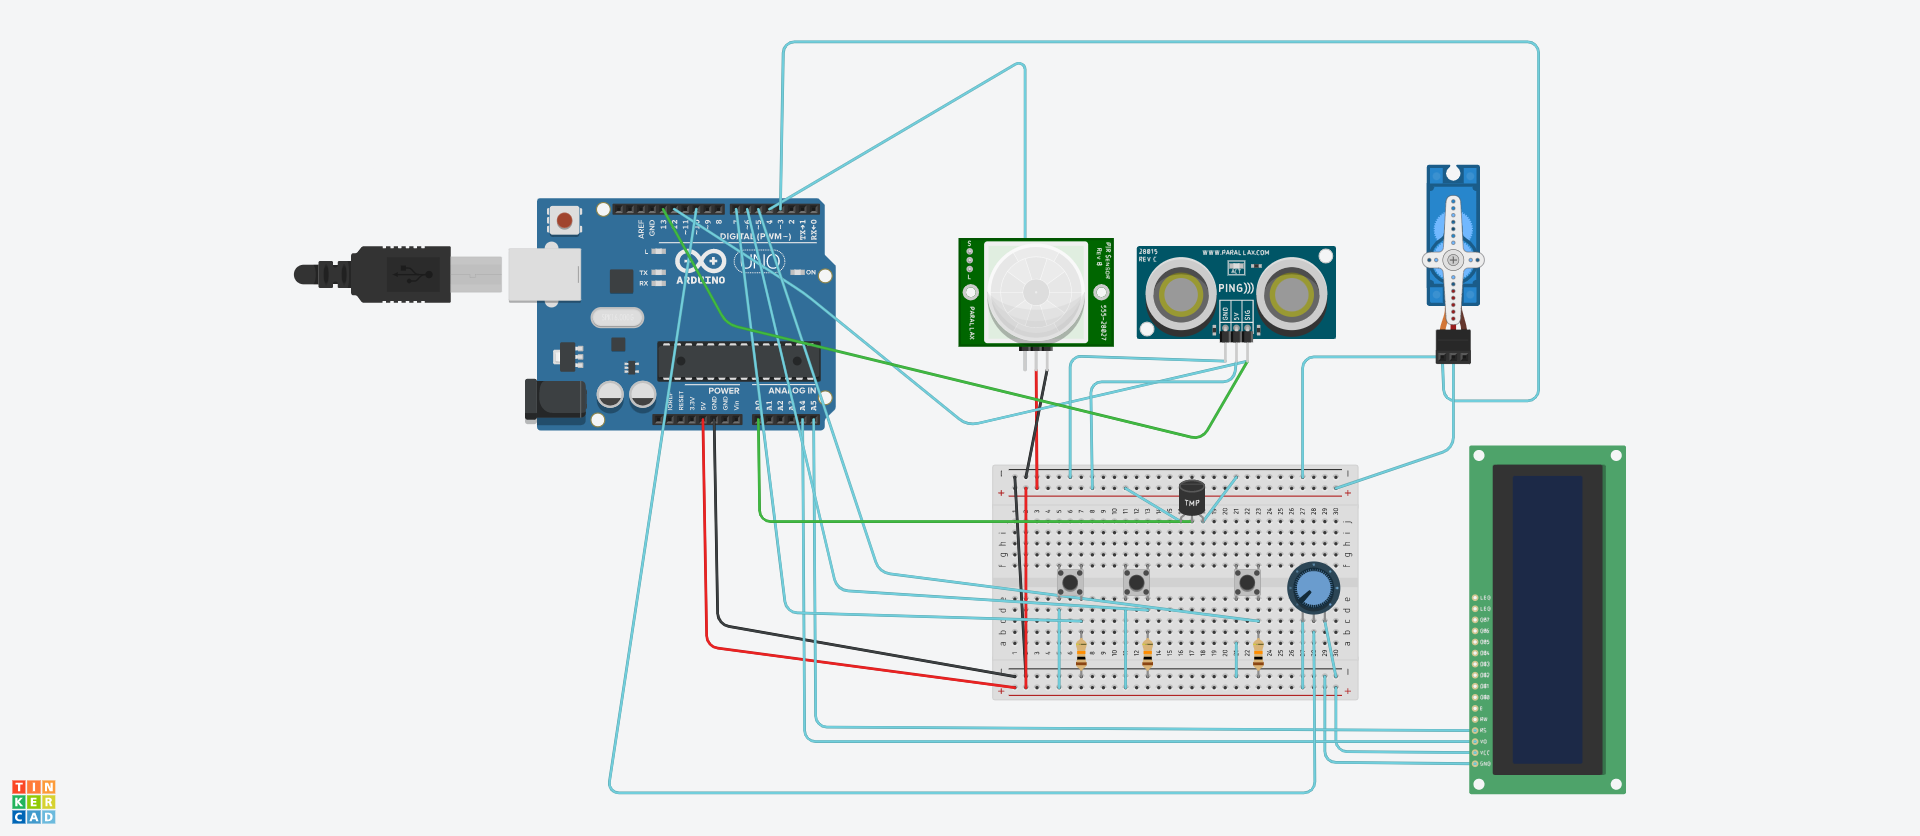 AREF
GND
13
12
~11
~10
~9
8
7
~6
~5
4
~3
2
TX→1
RX←0
DIGITAL (PWM~)
L
TX
RX
UNO
ARDUINO
ON
IOREF
RESET
3.3V
5V
GND
GND
Vin
POWER
ANALOG IN
A0
A1
A2
A3
A4
A5
S
L
PARALLAX
PIR SENSOR
Rev B
555-28027
28015
REV C
WWW.PARALLAX.COM
ACT
PING)))
GND
5V
SIG
TMP
LED
LED
DB7
DB6
DB5
DB4
DB3
DB2
DB1
DB0
E
RW
RS
VO
VCC
GND
TIN
KER
CAD